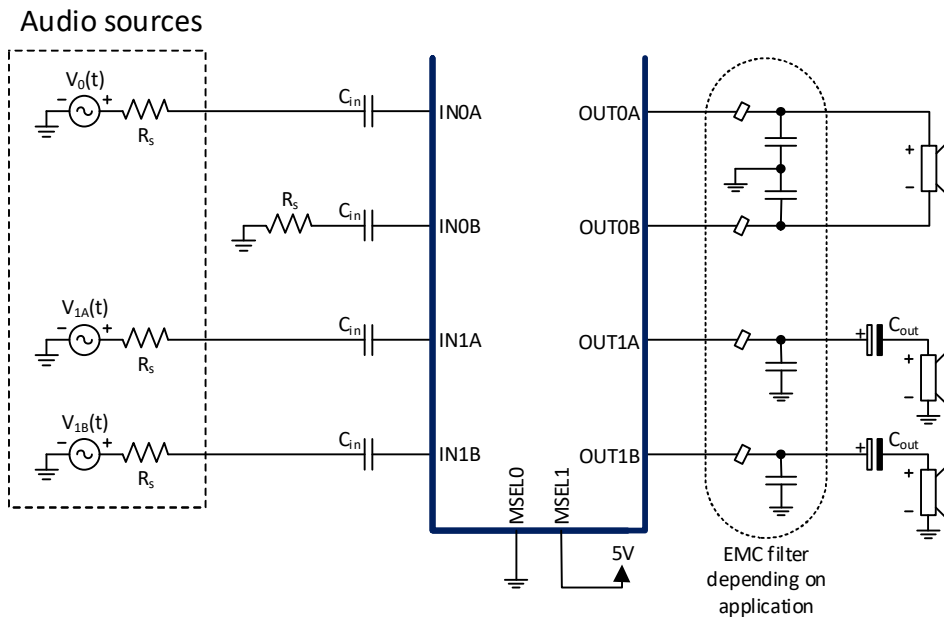 Audio sources
V0(t)
− +
Rs
Cin
IN0A
OUT0A
+
−
Rs
Cin
IN0B
OUT0B
V1A(t)
− +
Rs
Cin
IN1A
OUT1A
+ Cout
+
−
V1B(t)
− +
Rs
Cin
IN1B
OUT1B
+ Cout
+
−
MSEL0
MSEL1
5V
EMC filter
depending on
application